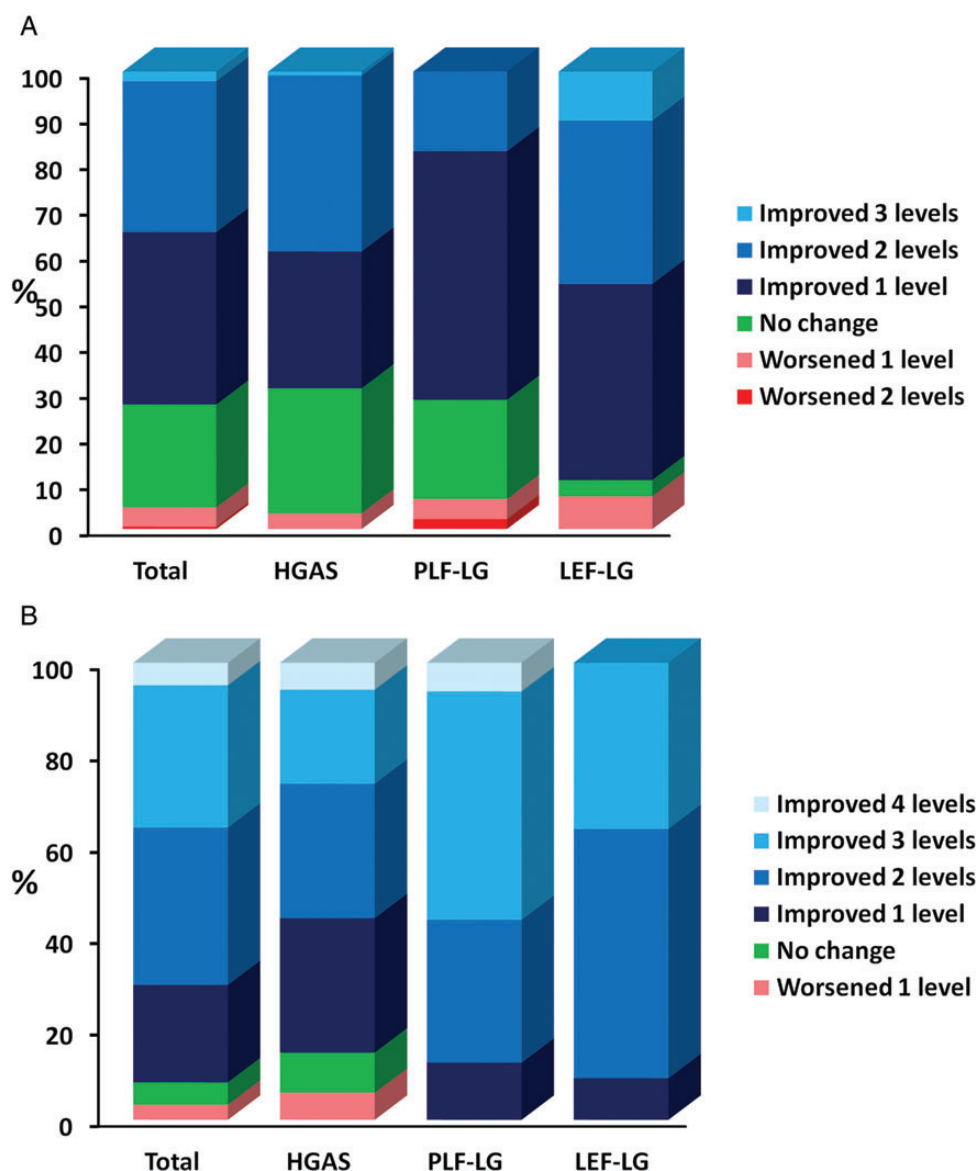 A
100
90
80
70
60
50
40
30
20
10
0
%
Total HGAS PLF-LG LEF-LG
Improved 3 levels
Improved 2 levels
Improved 1 level
No change
Worsened 1 level
Worsened 2 levels
B
100
80
60
40
20
0
%
Total HGAS PLF-LG LEF-LG
Improved 4 levels
Improved 3 levels
Improved 2 levels
Improved 1 level
No change
Worsened 1 level